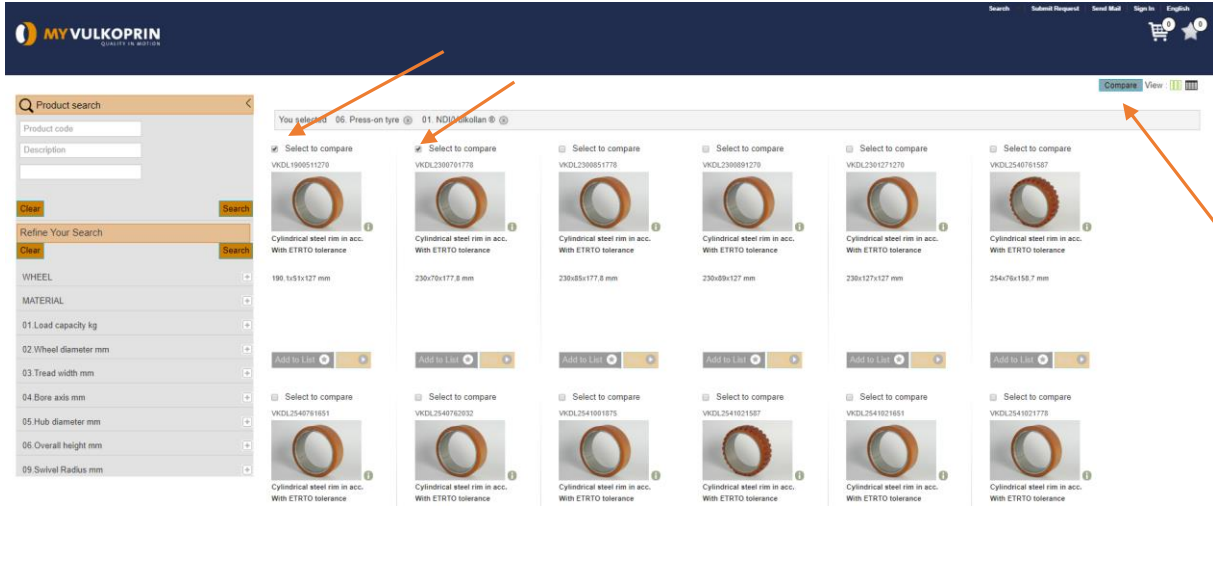 Search Submit Request Send Mail Sign In English
MYVULKOPRIN
QUALITY IN MOTION
0 0
Compare View :
Product search
Product code
Description
Clear Search
Refine Your Search
Clear Search
WHEEL
MATERIAL
01.Load capacity kg
02.Wheel diameter mm
03.Tread width mm
04.Bore axis mm
05.Hub diameter mm
06.Overall height mm
09.Swivel Radius mm
You selected 06. Press-on tyre 01. NDI/Vulkollan ®
Select to compare Select to compare Select to compare Select to compare Select to compare Select to compare
VKDL1900511270 VKDL2300701778 VKDL2300851778 VKDL2300891270 VKDL2301271270 VKDL2540761587
Cylindrical steel rim in acc. Cylindrical steel rim in acc. Cylindrical steel rim in acc. Cylindrical steel rim in acc. Cylindrical steel rim in acc. Cylindrical steel rim in acc.
With ETRTO tolerance With ETRTO tolerance With ETRTO tolerance With ETRTO tolerance With ETRTO tolerance With ETRTO tolerance
190,1x51x127 mm 230x70x177,8 mm 230x85x177,8 mm 230x89x127 mm 230x127x127 mm 254x76x158,7 mm
Add to List Add to List Add to List Add to List Add to List Add to List
Select to compare Select to compare Select to compare Select to compare Select to compare Select to compare
VKDL2540761651 VKDL2540762032 VKDL2541001875 VKDL2541021587 VKDL2541021651 VKDL2541021778
Cylindrical steel rim in acc. Cylindrical steel rim in acc. Cylindrical steel rim in acc. Cylindrical steel rim in acc. Cylindrical steel rim in acc. Cylindrical steel rim in acc.
With ETRTO tolerance With ETRTO tolerance With ETRTO tolerance With ETRTO tolerance With ETRTO tolerance With ETRTO tolerance